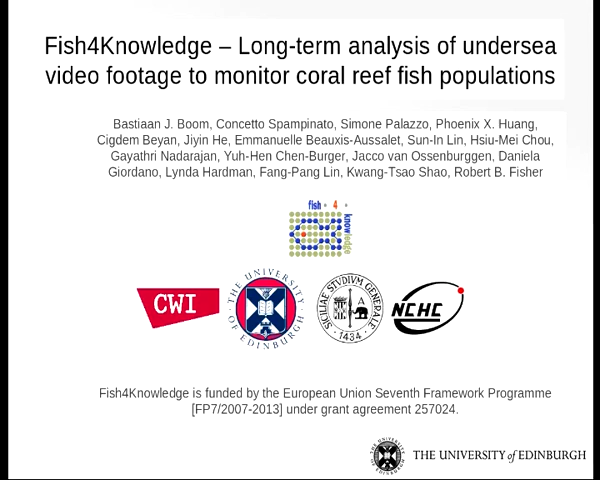 Fish4Knowledge – Long-term analysis of undersea
video footage to monitor coral reef fish populations
Bastiaan J. Boom, Concetto Spampinato, Simone Palazzo, Phoenix X. Huang,
Cigdem Beyan, Jiyin He, Emmanuelle Beauxis-Aussalet, Sun-In Lin, Hsiu-Mei Chou,
Gayathri Nadarajan, Yuh-Hen Chen-Burger, Jacco van Ossenburggen, Daniela
Giordano, Lynda Hardman, Fang-Pang Lin, Kwang-Tsao Shao, Robert B. Fisher
fish - 4 -
knowledge
CWI
THE UNIVERSITY OF EDINBURGH
SICILIAE STVDIVM GENERALE
A
1434
NCHC
Fish4Knowledge is funded by the European Union Seventh Framework Programme
[FP7/2007-2013] under grant agreement 257024.
THE UNIVERSITY of EDINBURGH